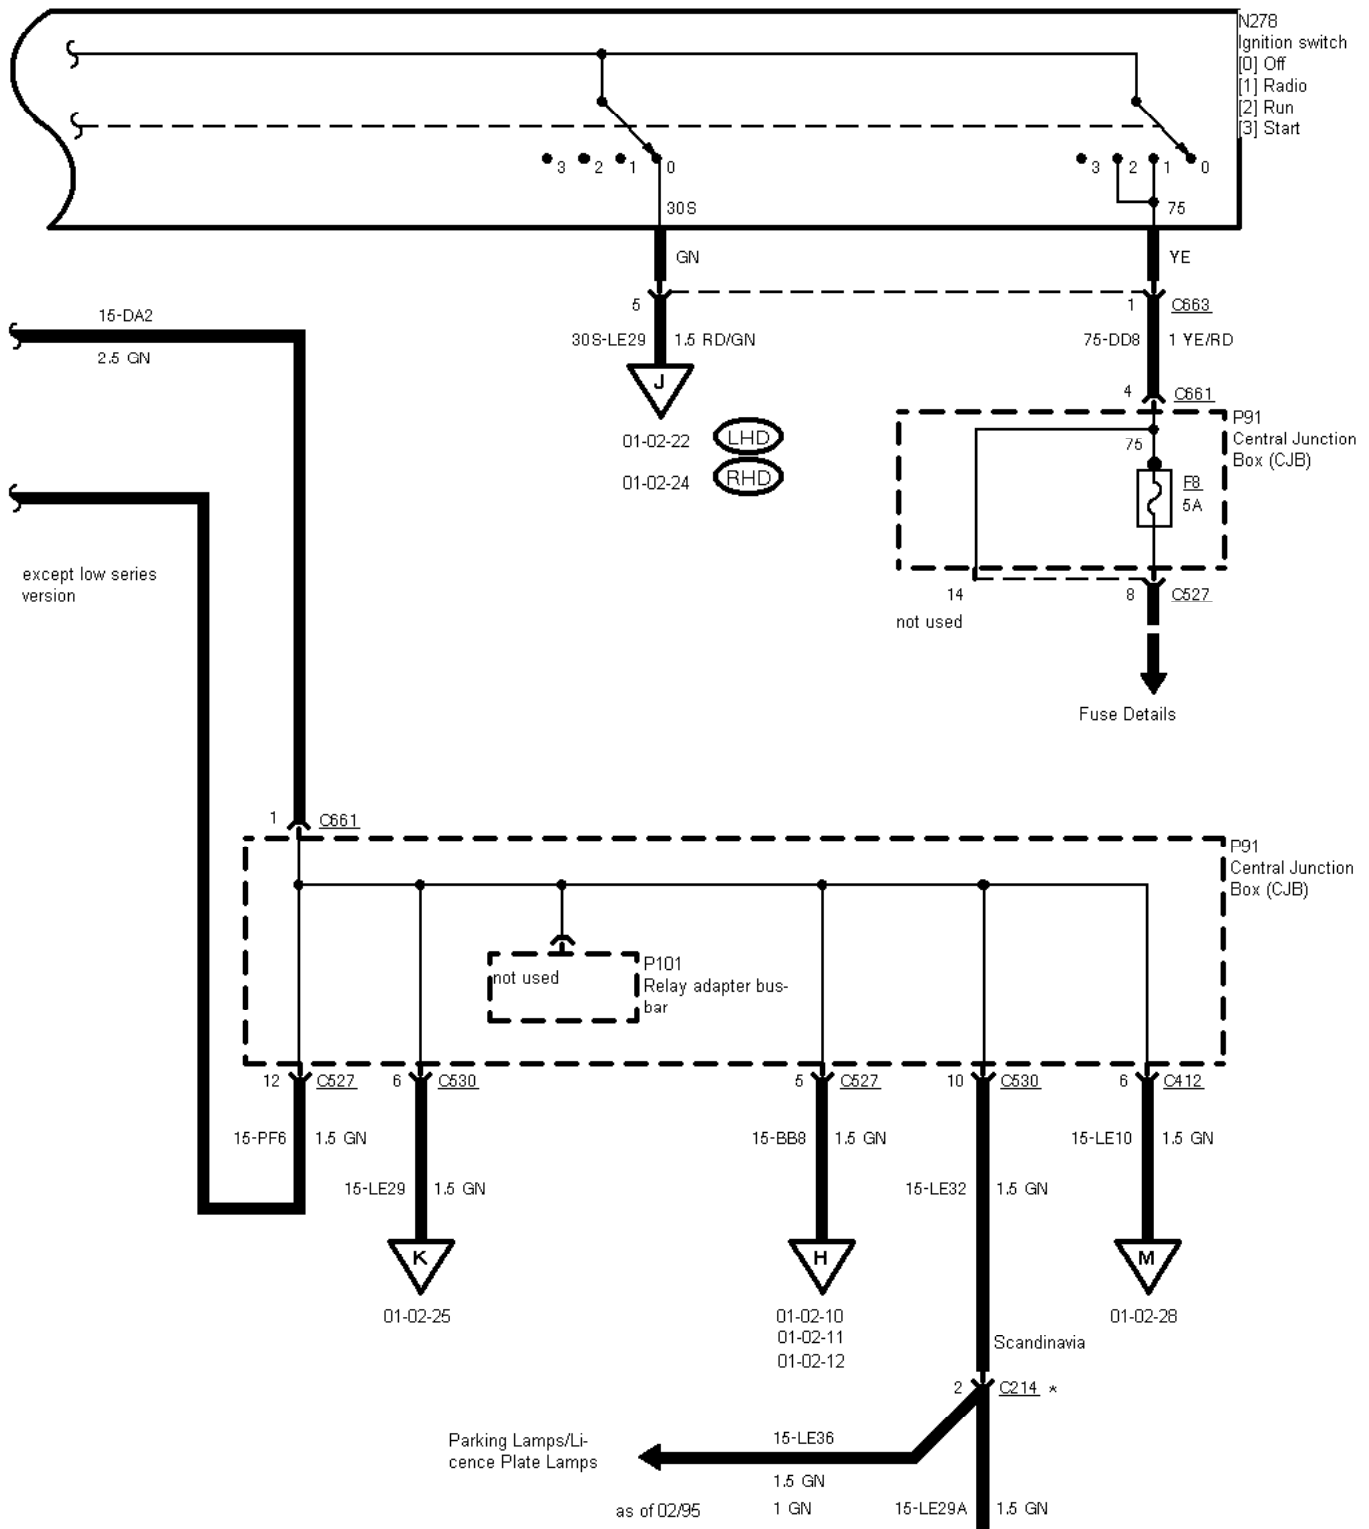 N278
Ignition switch
[0] Off
[1] Radio
[2] Run
[3] Start
3 2 1 0
3 2 1 0
30S
75
GN
YE
5
1 C663
15-DA2
2.5 GN
30S-LE29 1.5 RD/GN
75-DD8 1 YE/RD
J
4 C661
01-02-22 LHD
01-02-24 RHD
P91
Central Junction
Box (CJB)
75
F8
5A
except low series
version
14
8 C527
not used
Fuse Details
1 C661
P91
Central Junction
Box (CJB)
not used
P101
Relay adapter bus-
bar
12 C527
6 C530
5 C527
10 C530
6 C412
15-PF6 1.5 GN
15-BB8 1.5 GN
15-LE10 1.5 GN
15-LE29 1.5 GN
15-LE32 1.5 GN
K
H
M
01-02-25
01-02-10
01-02-11
01-02-12
01-02-28
Scandinavia
2 C214 *
Parking Lamps/Li-
cence Plate Lamps
15-LE36
1.5 GN
as of 02/95 1 GN
15-LE29A 1.5 GN